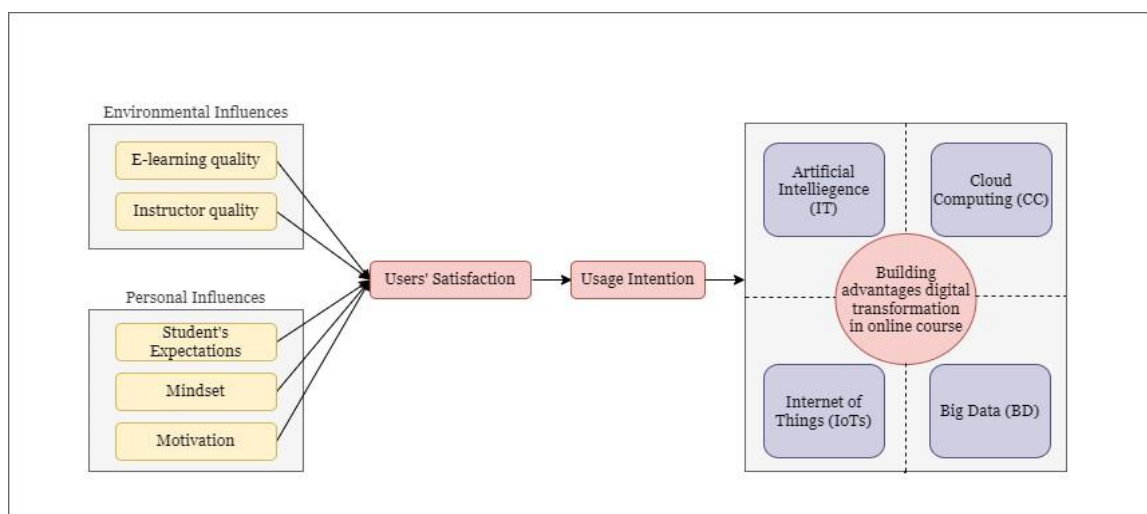 Environmental Influences
E-learning quality
Instructor quality
Personal Influences
Student's
Expectations
Mindset
Motivation
Users' Satisfaction
Usage Intention
Artificial
Intelliegence
(IT)
Cloud
Computing (CC)
Building
advantages digital
transformation
in online course
Internet of
Things (IoTs)
Big Data (BD)